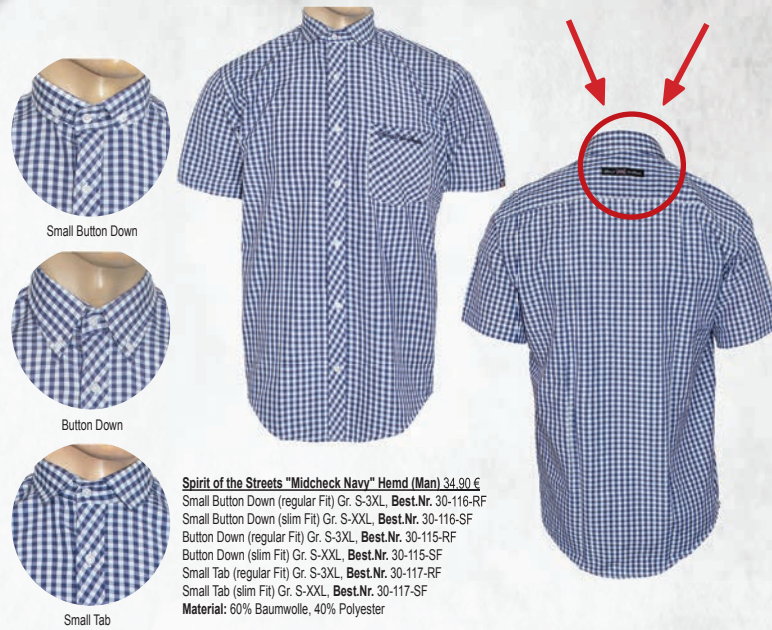 Small Button Down
Button Down
Small Tab
Spirit of the Streets "Midcheck Navy" Hemd (Man) 34,90 €
Small Button Down (regular Fit) Gr. S-3XL, Best.Nr. 30-116-RF
Small Button Down (slim Fit) Gr. S-XXL, Best.Nr. 30-116-SF
Button Down (regular Fit) Gr. S-3XL, Best.Nr. 30-115-RF
Button Down (slim Fit) Gr. S-XXL, Best.Nr. 30-115-SF
Small Tab (regular Fit) Gr. S-3XL, Best.Nr. 30-117-RF
Small Tab (slim Fit) Gr. S-XXL, Best.Nr. 30-117-SF
Material: 60% Baumwolle, 40% Polyester